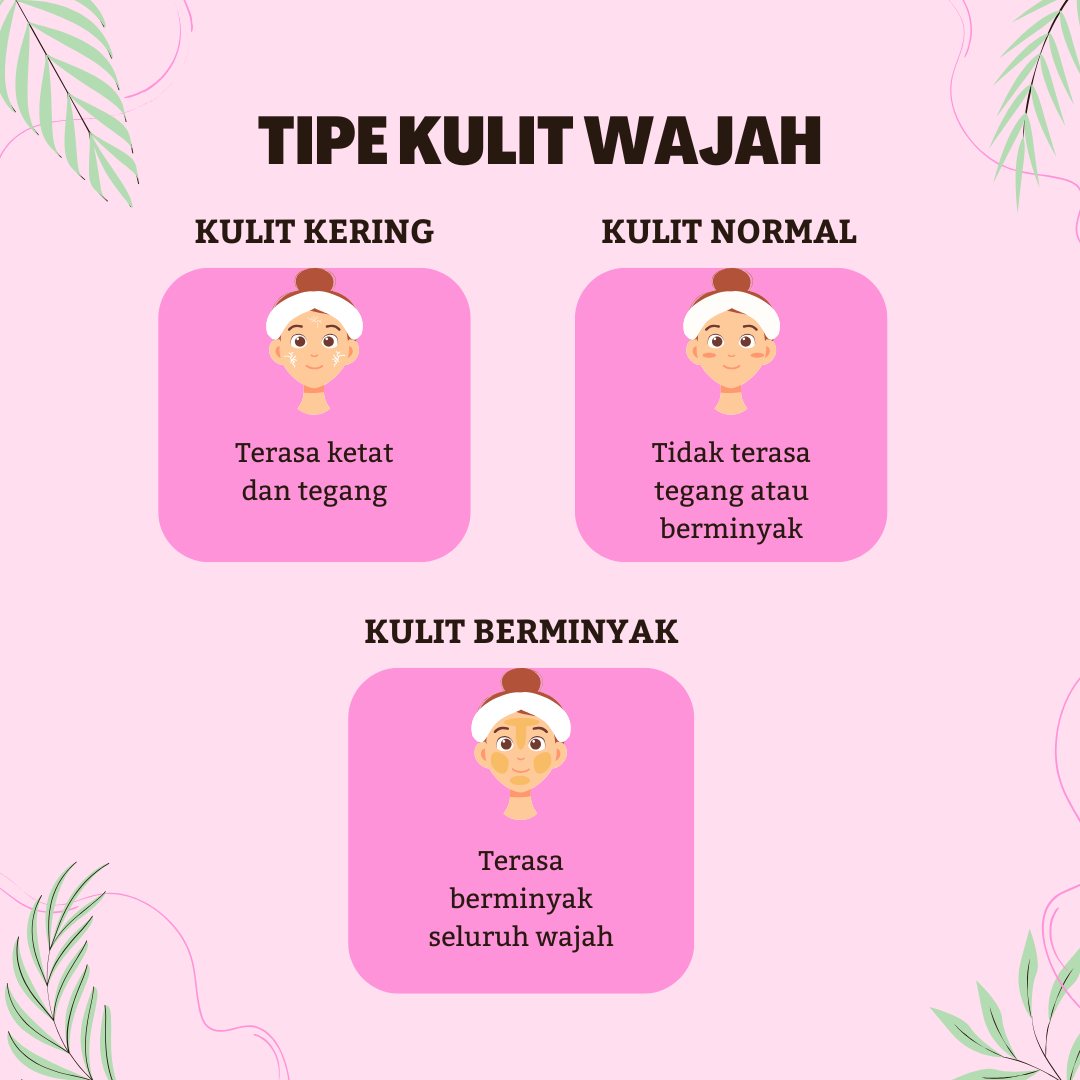 TIPE KULIT WAJAH
KULIT KERING
Terasa ketat
dan tegang
KULIT NORMAL
Tidak terasa
tegang atau
berminyak
KULIT BERMINYAK
Terasa
berminyak
seluruh wajah